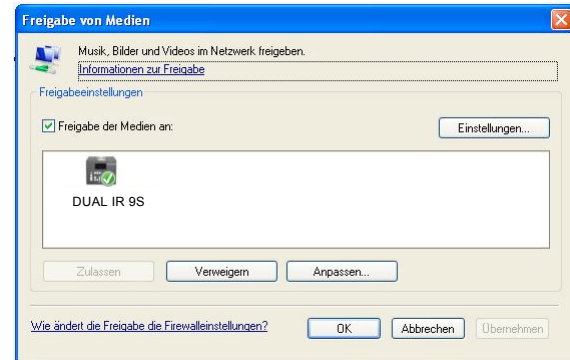 Freigabe von Medien
Musik, Bilder und Videos im Netzwerk freigeben.
Informationen zur Freigabe
Freigabeeinstellungen
Freigabe der Medien an:
Einstellungen...
DUAL IR 9S
Zulassen
Verweigern
Anpassen...
Wie ändert die Freigabe die Firewalleinstellungen?
OK
Abbrechen
Übernehmen